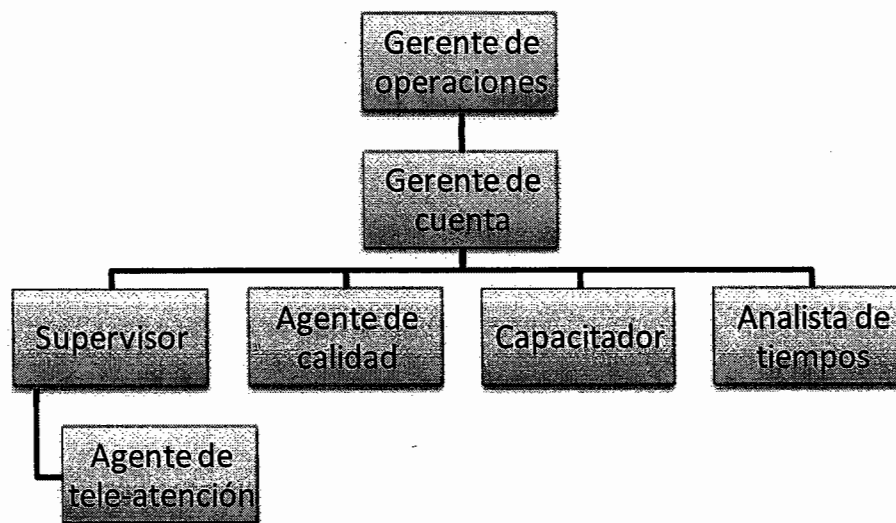 Gerente de
operaciones
Gerente de
cuenta
Supervisor
Agente de
calidad
Capacitador
Analista de
tiempos
Agente de
tele-atención